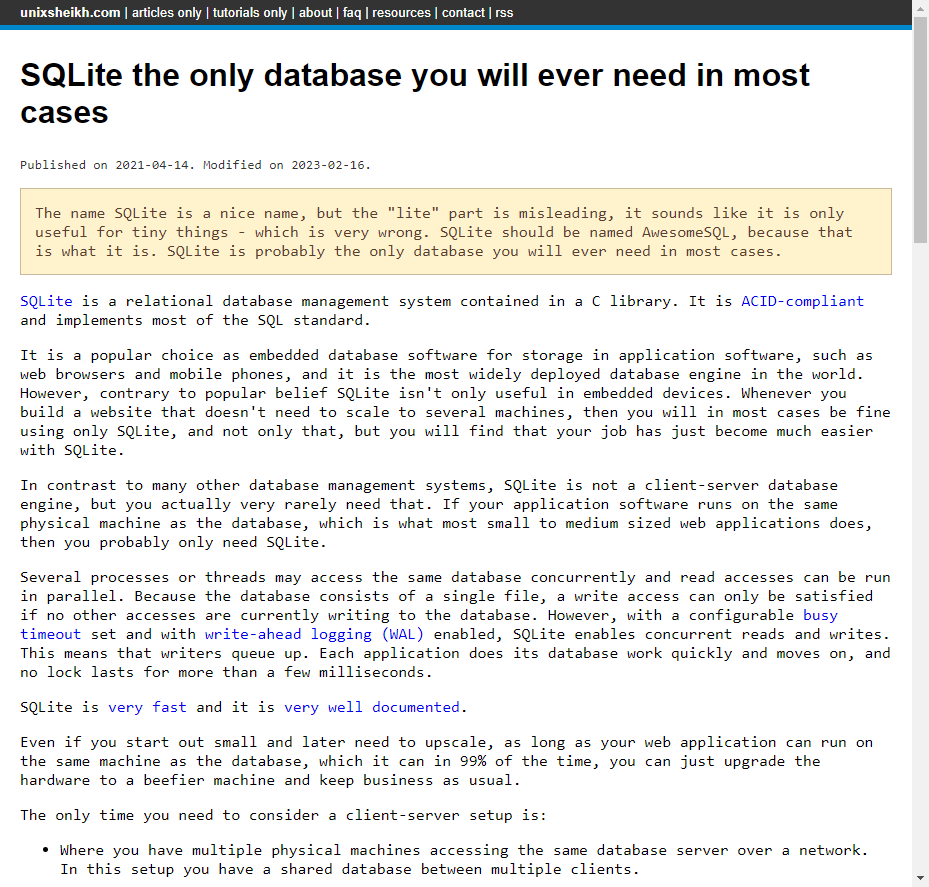 unixsheikh.com | articles only | tutorials only | about | faq | resources | contact | rss
SQLite the only database you will ever need in most
cases
Published on 2021-04-14. Modified on 2023-02-16.
The name SQLite is a nice name, but the "lite" part is misleading, it sounds like it is only
useful for tiny things - which is very wrong. SQLite should be named AwesomeSQL, because that
is what it is. SQLite is probably the only database you will ever need in most cases.
SQLite is a relational database management system contained in a C library. It is ACID-compliant
and implements most of the SQL standard.
It is a popular choice as embedded database software for storage in application software, such as
web browsers and mobile phones, and it is the most widely deployed database engine in the world.
However, contrary to popular belief SQLite isn't only useful in embedded devices. Whenever you
build a website that doesn't need to scale to several machines, then you will in most cases be fine
using only SQLite, and not only that, but you will find that your job has just become much easier
with SQLite.
In contrast to many other database management systems, SQLite is not a client-server database
engine, but you actually very rarely need that. If your application software runs on the same
physical machine as the database, which is what most small to medium sized web applications does,
then you probably only need SQLite.
Several processes or threads may access the same database concurrently and read accesses can be run
in parallel. Because the database consists of a single file, a write access can only be satisfied
if no other accesses are currently writing to the database. However, with a configurable busy
timeout set and with write-ahead logging (WAL) enabled, SQLite enables concurrent reads and writes.
This means that writers queue up. Each application does its database work quickly and moves on, and
no lock lasts for more than a few milliseconds.
SQLite is very fast and it is very well documented.
Even if you start out small and later need to upscale, as long as your web application can run on
the same machine as the database, which it can in 99% of the time, you can just upgrade the
hardware to a beefier machine and keep business as usual.
The only time you need to consider a client-server setup is:
• Where you have multiple physical machines accessing the same database server over a network.
In this setup you have a shared database between multiple clients.